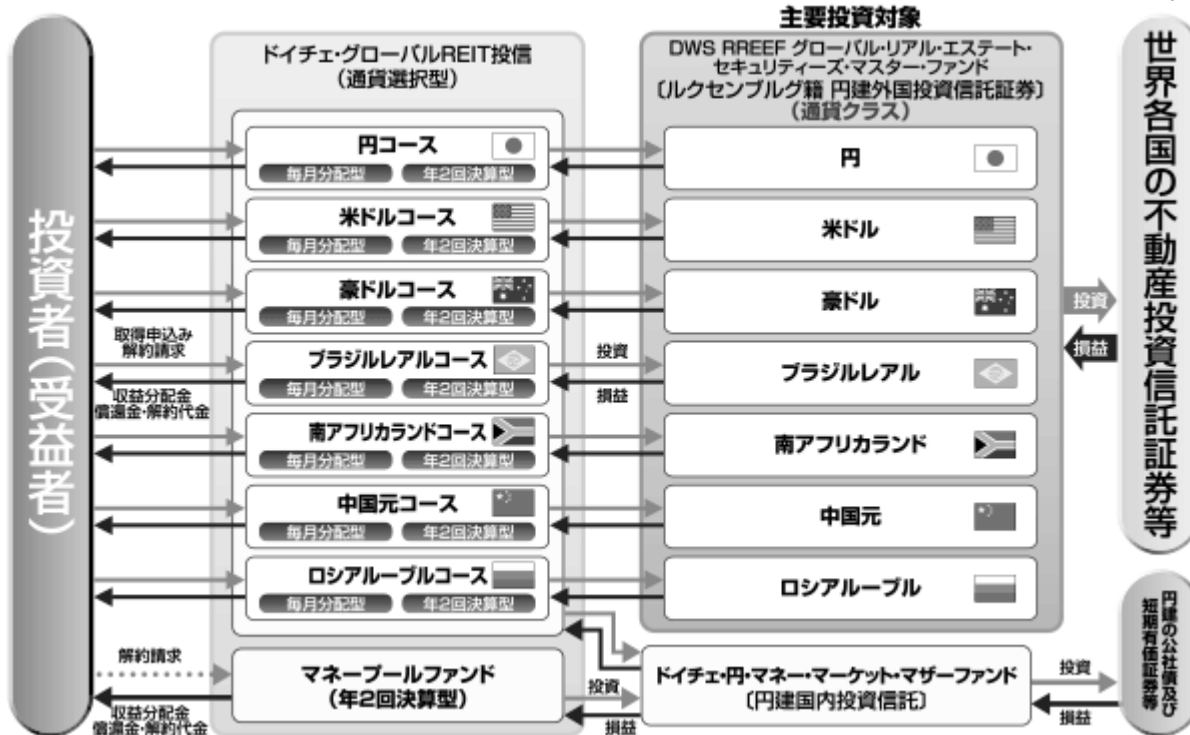 主要投資対象
ドイチェ・グローバルREIT投信
(通貨選択型)
DWS RREEF グローバル・リアル・エステート・
セキュリティーズ・マスター・ファンド
〔ルクセンブルグ籍 円建外国投資信託証券〕
(通貨クラス)
投資者(受益者)
円コース
毎月分配型 年2回決算型
円
米ドルコース
毎月分配型 年2回決算型
米ドル
豪ドルコース
毎月分配型 年2回決算型
豪ドル
取得申込み
解約請求
収益分配金
償還金・解約代金
ブラジルレアルコース
毎月分配型 年2回決算型
投資
損益
ブラジルレアル
南アフリカランドコース
毎月分配型 年2回決算型
南アフリカランド
中国元コース
毎月分配型 年2回決算型
中国元
ロシアルーブルコース
毎月分配型 年2回決算型
ロシアルーブル
投資
損益
世界各国の不動産投資信託証券等
解約請求
収益分配金
償還金・解約代金
マネープールファンド
(年2回決算型)
投資
損益
ドイチェ・円・マネー・マーケット・マザーファンド
〔円建国内投資信託〕
投資
損益
円建の公社債及び
短期有価証券等